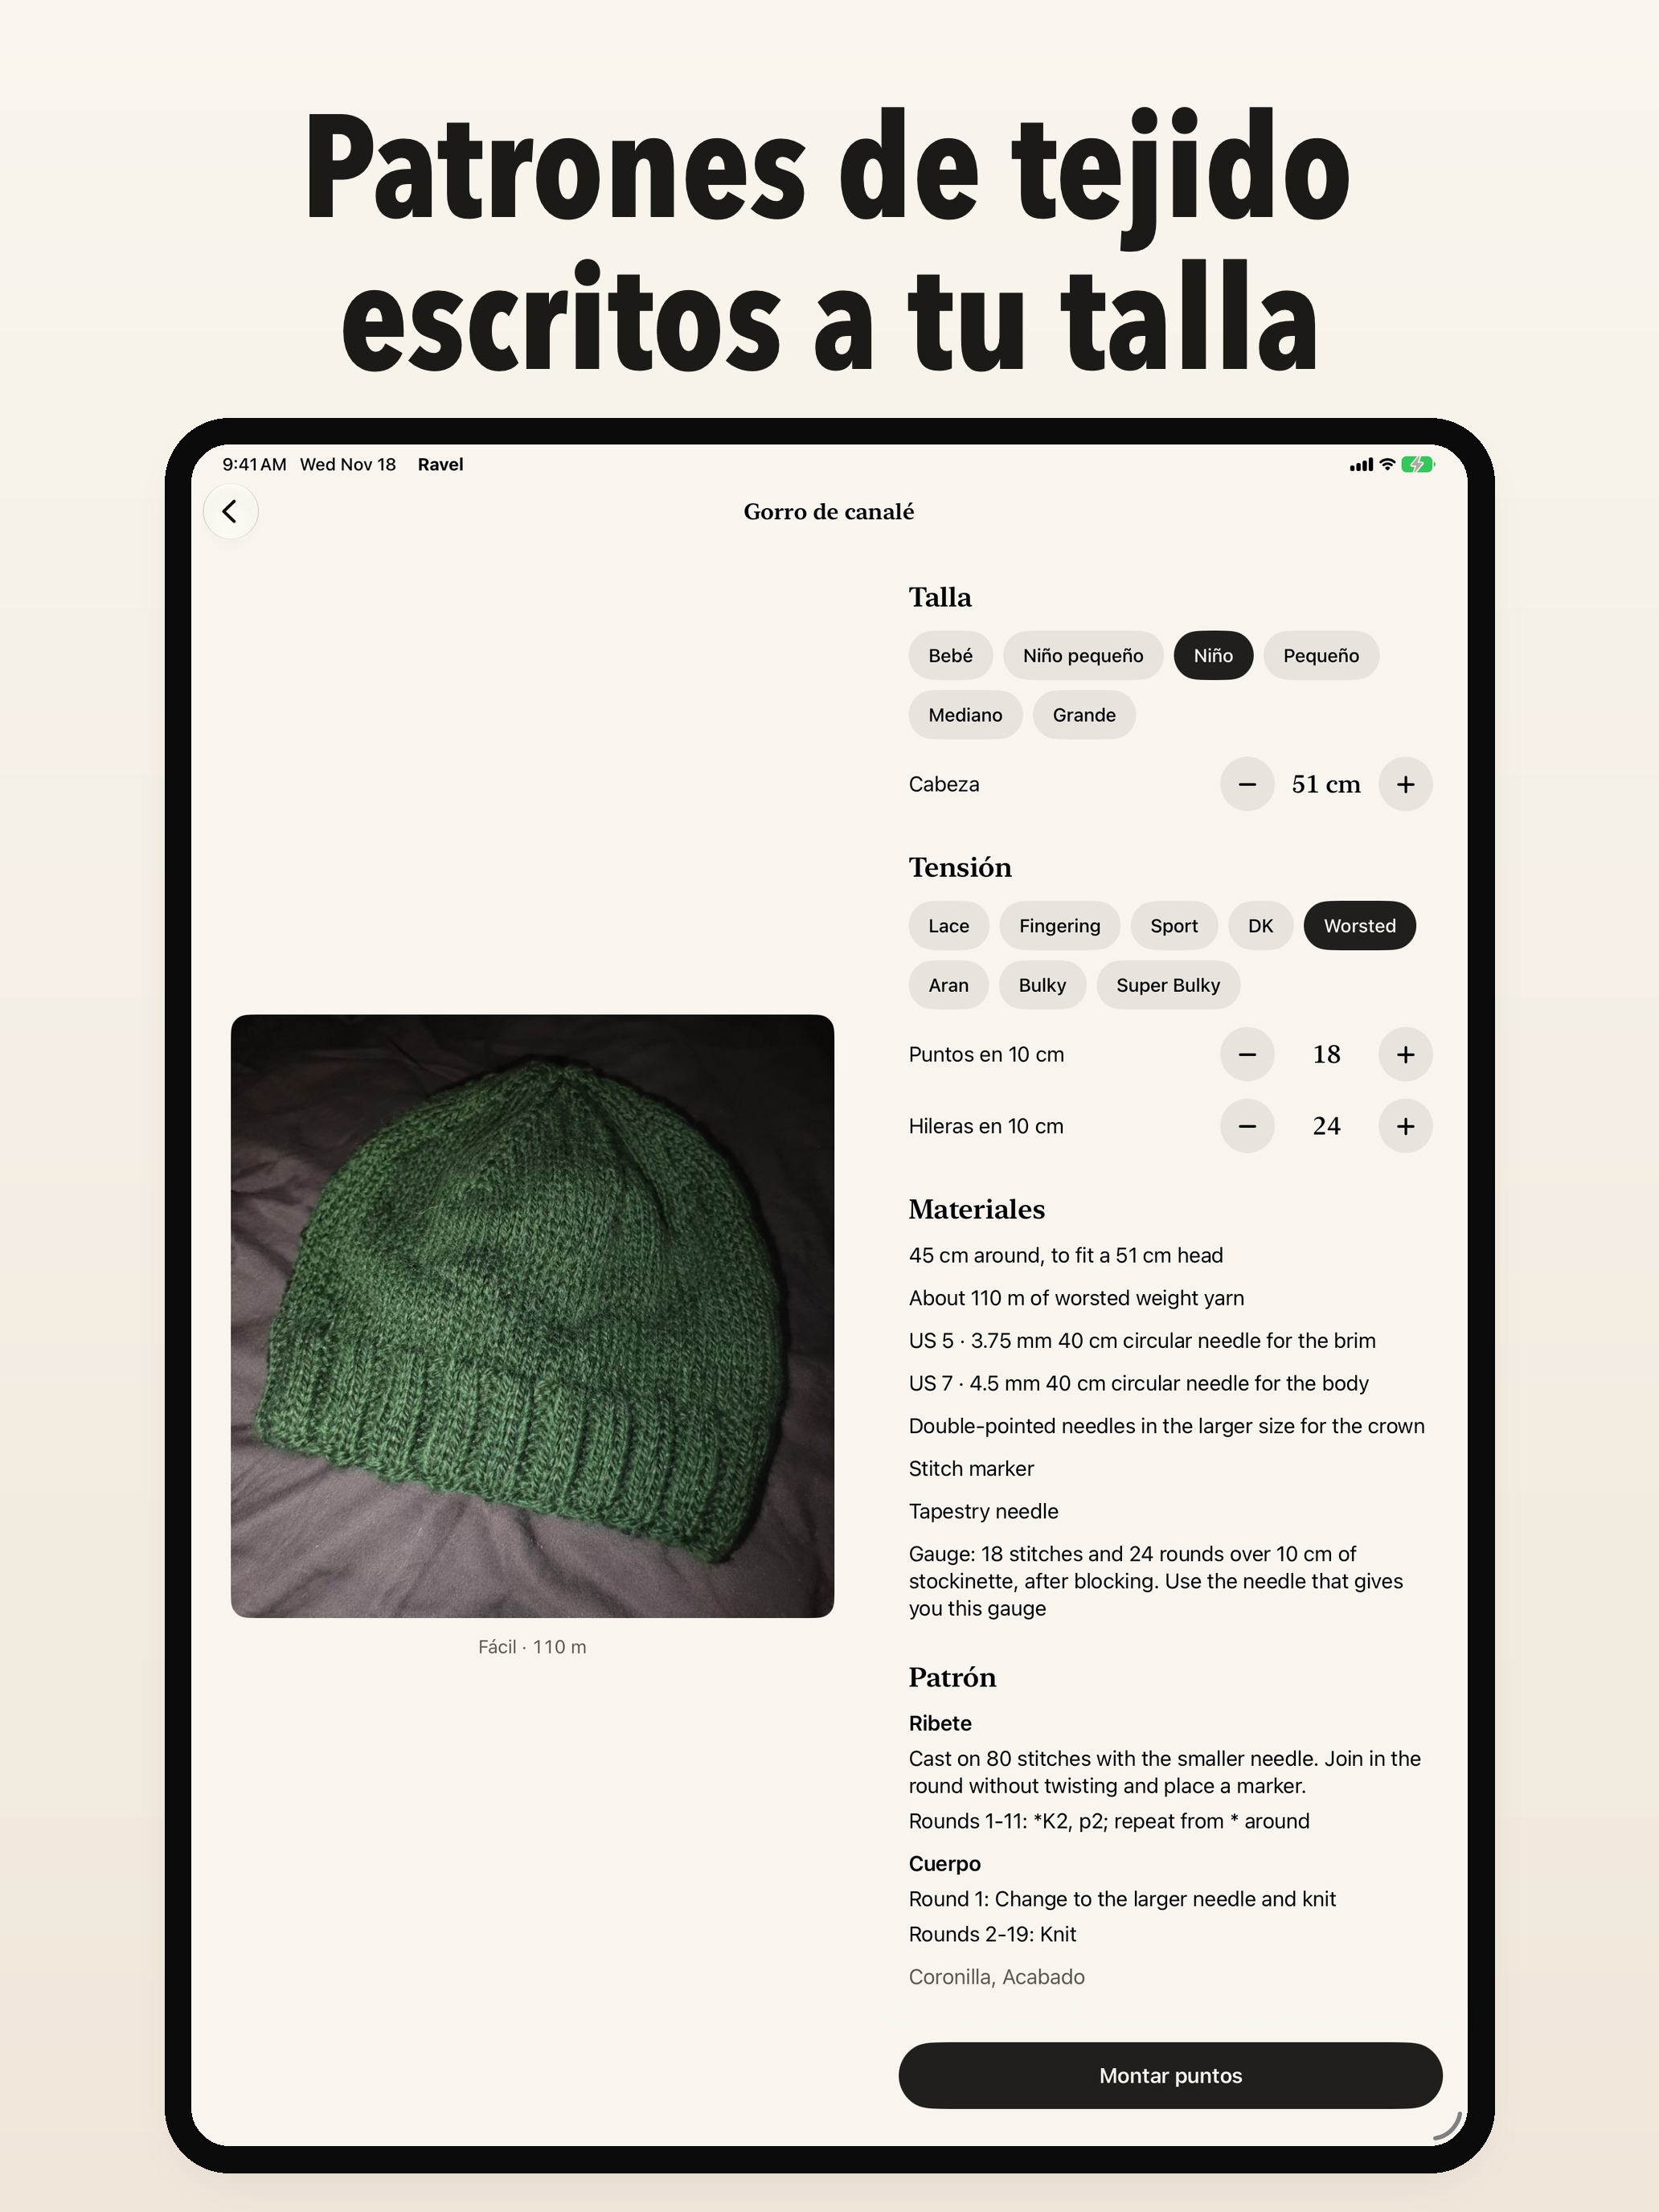 Patrones de tejido
escritos a tu talla
9:41 AM Wed Nov 18 Ravel
Gorro de canalé
Talla
Bebé Niño pequeño Niño Pequeño
Mediano Grande
Cabeza − 51 cm +
Tensión
Lace Fingering Sport DK Worsted
Aran Bulky Super Bulky
Puntos en 10 cm − 18 +
Hileras en 10 cm − 24 +
Materiales
45 cm around, to fit a 51 cm head
About 110 m of worsted weight yarn
US 5 · 3.75 mm 40 cm circular needle for the brim
US 7 · 4.5 mm 40 cm circular needle for the body
Double-pointed needles in the larger size for the crown
Stitch marker
Tapestry needle
Gauge: 18 stitches and 24 rounds over 10 cm of
stockinette, after blocking. Use the needle that gives
you this gauge
Fácil · 110 m
Patrón
Ribete
Cast on 80 stitches with the smaller needle. Join in the
round without twisting and place a marker.
Rounds 1-11: *K2, p2; repeat from * around
Cuerpo
Round 1: Change to the larger needle and knit
Rounds 2-19: Knit
Coronilla, Acabado
Montar puntos